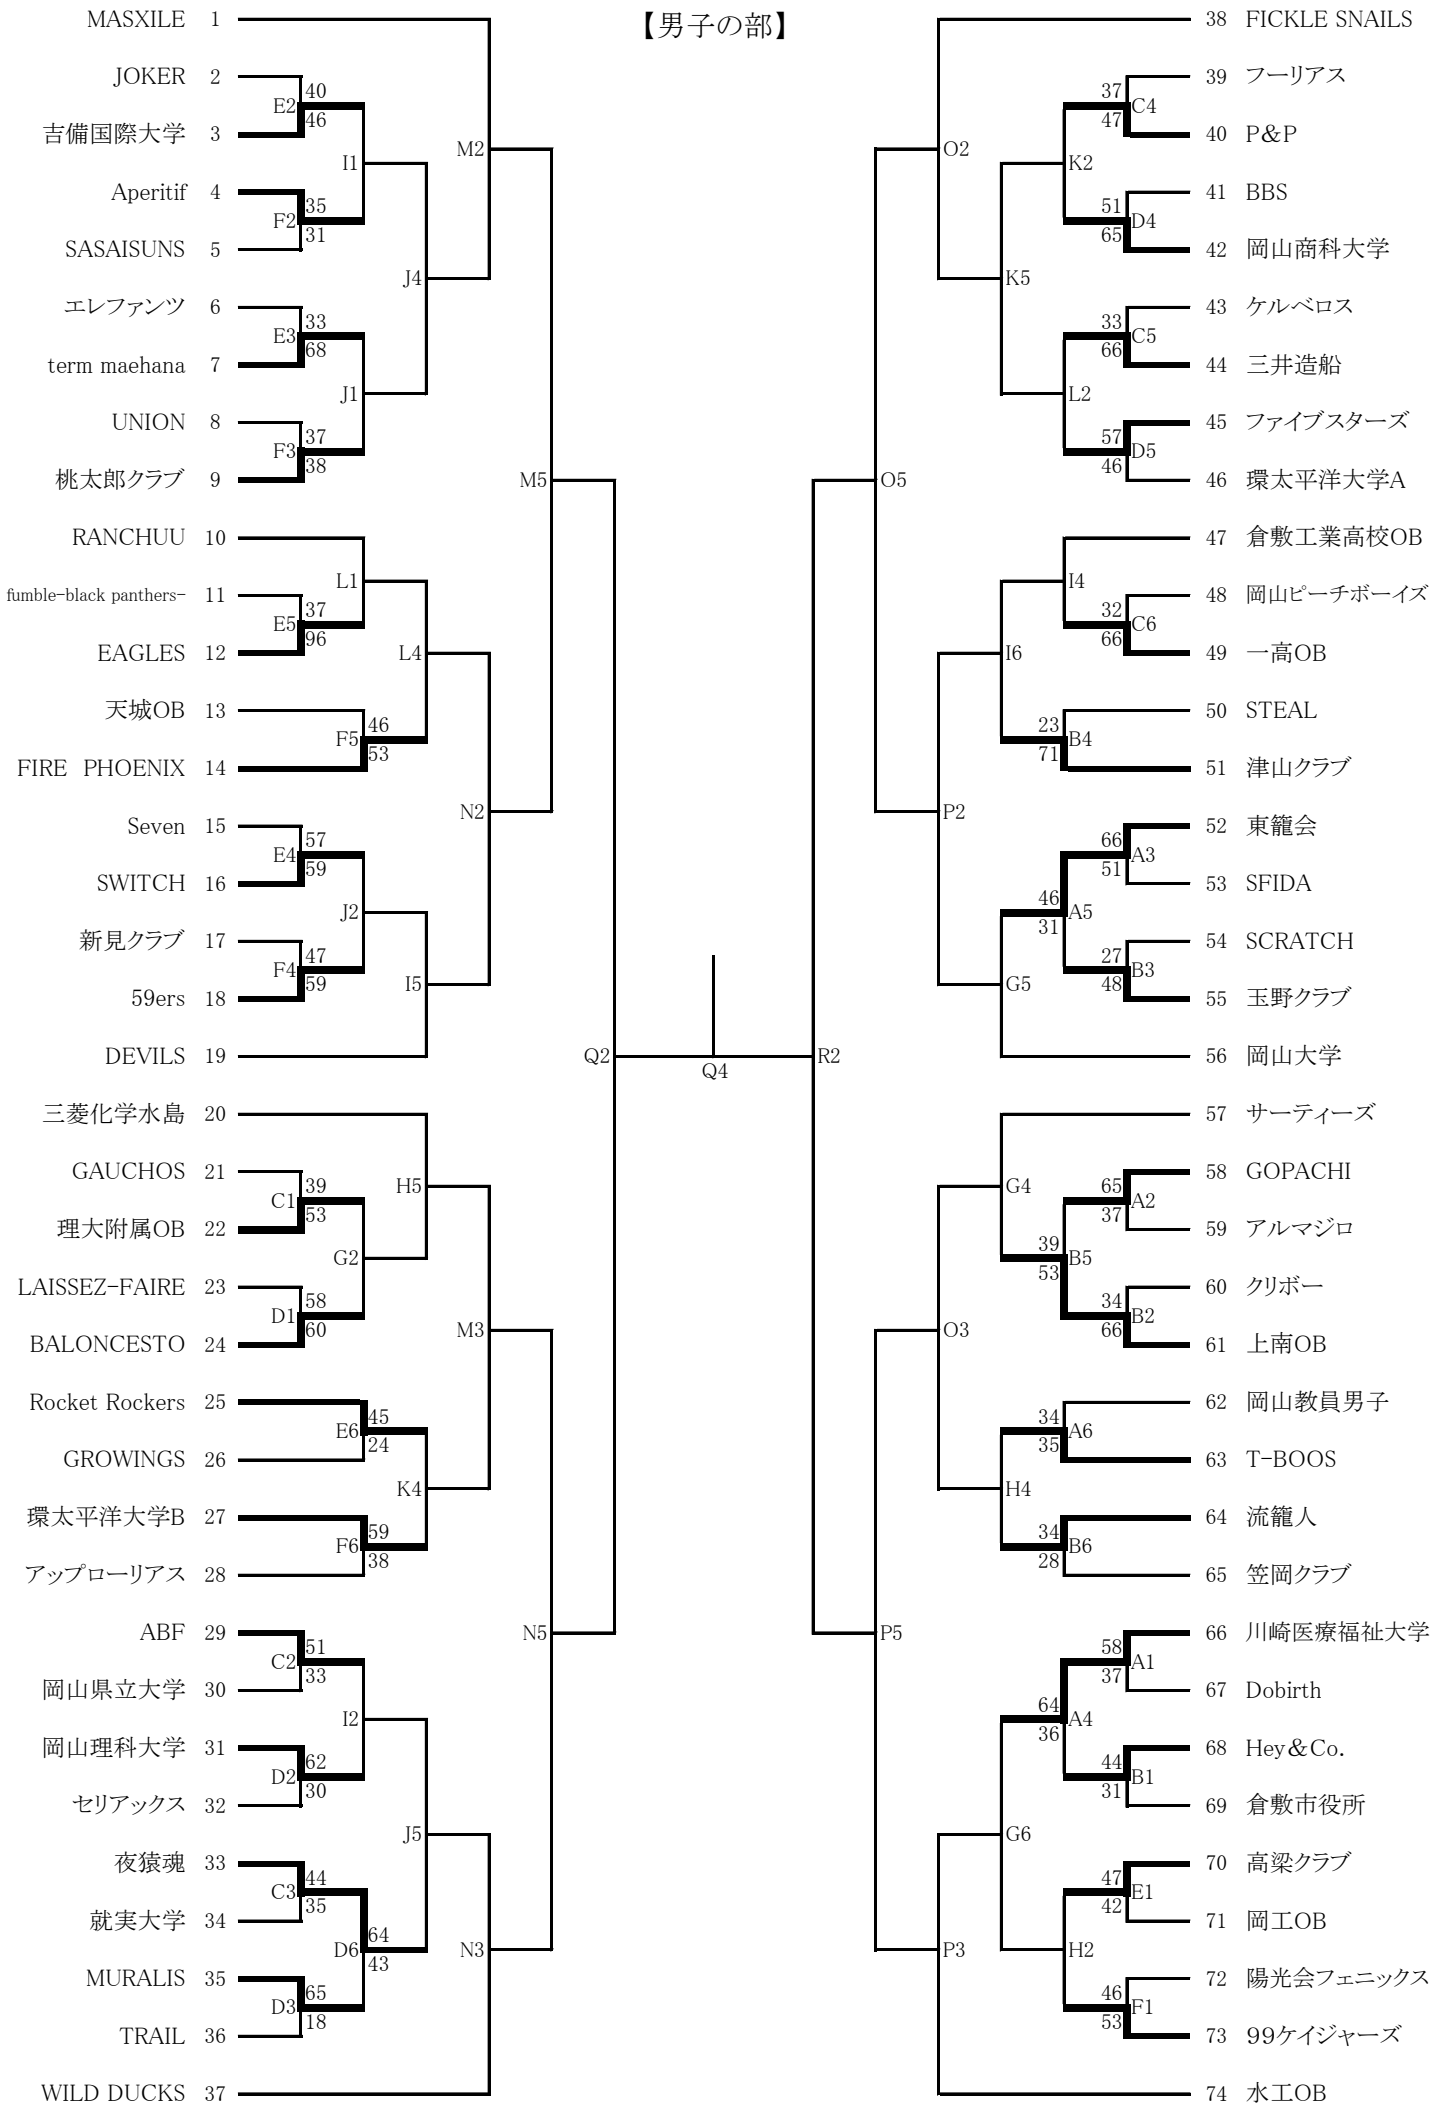 【男子の部】
MASXILE 1
JOKER 2
E2 40
46
吉備国際大学 3
I1
M2
Aperitif 4
F2 35
31
SASAISUNS 5
J4
エレファンツ 6
E3 33
68
term maehana 7
J1
UNION 8
F3 37
38
桃太郎クラブ 9
M5
RANCHUU 10
L1
fumble-black panthers- 11
E5 37
96
EAGLES 12
L4
天城OB 13
F5 46
53
FIRE PHOENIX 14
N2
Seven 15
E4 57
59
SWITCH 16
J2
新見クラブ 17
F4 47
59
I5
59ers 18
DEVILS 19
Q2
Q4
三菱化学水島 20
GAUCHOS 21
C1 39
53
H5
理大附属OB 22
G2
LAISSEZ-FAIRE 23
D1 58
60
M3
BALONCESTO 24
Rocket Rockers 25
E6 45
24
GROWINGS 26
K4
環太平洋大学B 27
F6 59
38
アップローリアス 28
ABF 29
N5
C2 51
33
岡山県立大学 30
I2
岡山理科大学 31
D2 62
30
セリアックス 32
J5
夜猿魂 33
C3 44
35
就実大学 34
D6 64
43
N3
MURALIS 35
D3 65
18
TRAIL 36
WILD DUCKS 37
38 FICKLE SNAILS
39 フーリアス
37 C4
47
40 P&P
O2
K2
41 BBS
51 D4
65
42 岡山商科大学
K5
43 ケルベロス
33 C5
66
44 三井造船
L2
45 ファイブスターズ
57 D5
46
46 環太平洋大学A
O5
47 倉敷工業高校OB
I4
48 岡山ピーチボーイズ
32 C6
66
49 一高OB
I6
50 STEAL
23 B4
71
51 津山クラブ
P2
52 東籠会
66 A3
51
53 SFIDA
46 A5
31
54 SCRATCH
27 B3
48
G5
55 玉野クラブ
56 岡山大学
R2
57 サーティーズ
58 GOPACHI
65 A2
37
G4
59 アルマジロ
39 B5
53
60 クリボー
34 B2
66
O3
61 上南OB
62 岡山教員男子
34 A6
35
63 T-BOOS
H4
64 流籠人
34 B6
28
65 笠岡クラブ
66 川崎医療福祉大学
P5
58 A1
37
67 Dobirth
64 A4
36
68 Hey&Co.
44 B1
31
69 倉敷市役所
G6
70 高梁クラブ
47 E1
42
71 岡工OB
H2
P3
72 陽光会フェニックス
46 F1
53
73 99ケイジャーズ
74 水工OB